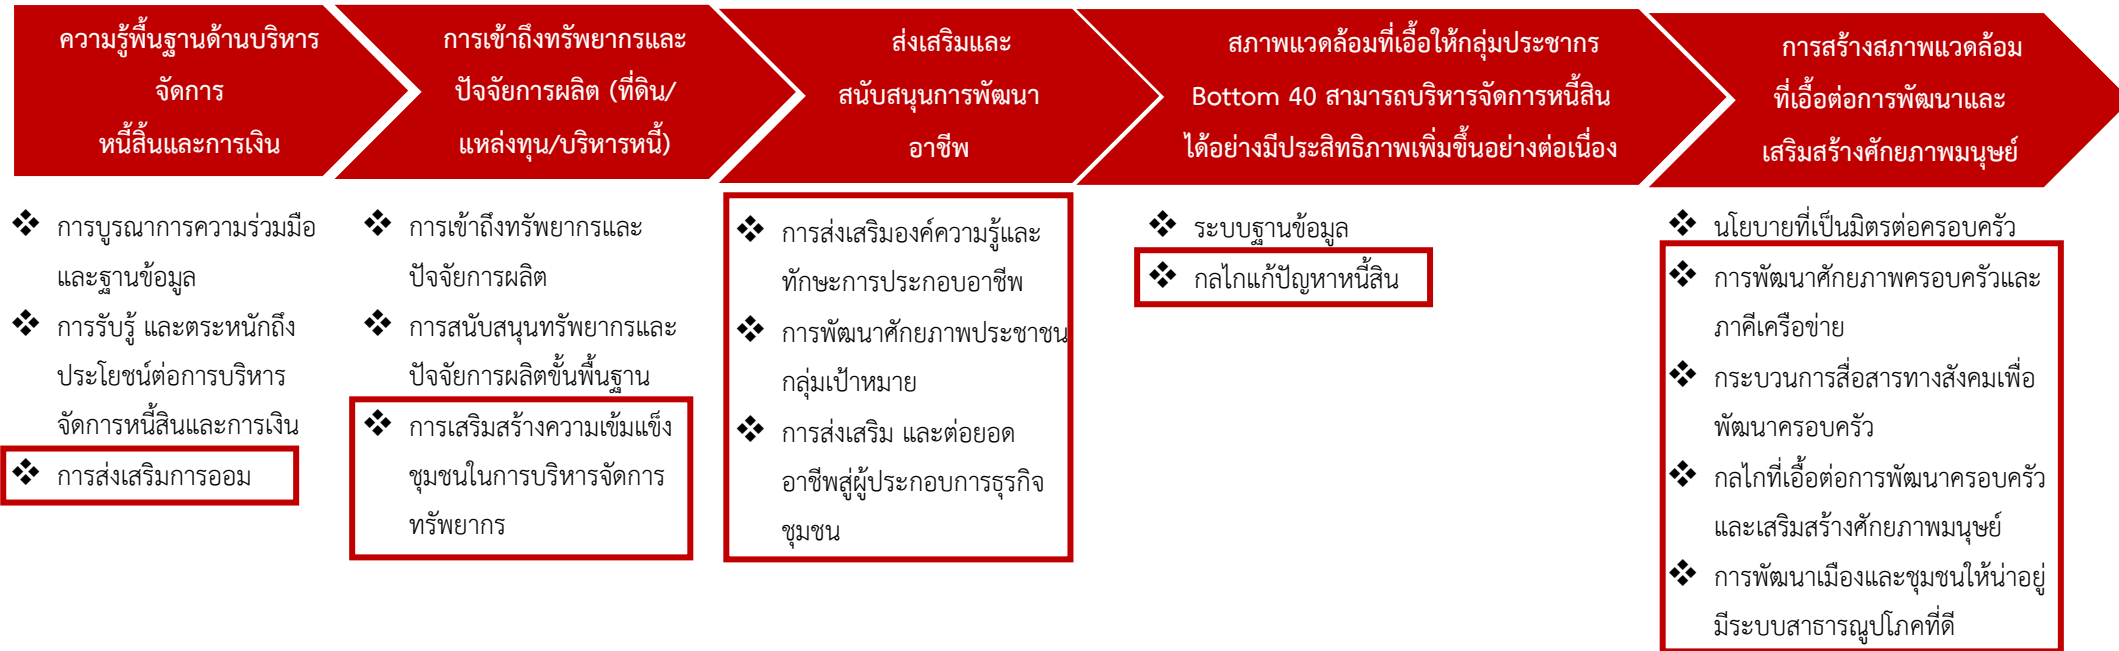 ความรู้พื้นฐานด้านบริหาร
จัดการ
หนี้สิ้นและการเงิน
การเข้าถึงทรัพยากรและ
ปัจจัยการผลิต (ที่ดิน/
แหล่งทุน/บริหารหนี้)
ส่งเสริมและ
สนับสนุนการพัฒนา
อาชีพ
สภาพแวดล้อมที่เอื้อให้กลุ่มประชากร
Bottom 40 สามารถบริหารจัดการหนี้สิน
ได้อย่างมีประสิทธิภาพเพิ่มขึ้นอย่างต่อเนื่อง
การสร้างสภาพแวดล้อม
ที่เอื้อต่อการพัฒนาและ
เสริมสร้างศักยภาพมนุษย์
❖ การบูรณาการความร่วมมือ
และฐานข้อมูล
❖ การรับรู้ และตระหนักถึง
ประโยชน์ต่อการบริหาร
จัดการหนี้สินและการเงิน
❖ การส่งเสริมการออม
❖ การเข้าถึงทรัพยากรและ
ปัจจัยการผลิต
❖ การสนับสนุนทรัพยากรและ
ปัจจัยการผลิตขั้นพื้นฐาน
❖ การเสริมสร้างความเข้มแข็ง
ชุมชนในการบริหารจัดการ
ทรัพยากร
❖ การส่งเสริมองค์ความรู้และ
ทักษะการประกอบอาชีพ
❖ การพัฒนาศักยภาพประชาชน
กลุ่มเป้าหมาย
❖ การส่งเสริม และต่อยอด
อาชีพสู่ผู้ประกอบการธุรกิจ
ชุมชน
❖ ระบบฐานข้อมูล
❖ กลไกแก้ปัญหาหนี้สิน
❖ นโยบายที่เป็นมิตรต่อครอบครัว
❖ การพัฒนาศักยภาพครอบครัวและ
ภาคีเครือข่าย
❖ กระบวนการสื่อสารทางสังคมเพื่อ
พัฒนาครอบครัว
❖ กลไกที่เอื้อต่อการพัฒนาครอบครัว
และเสริมสร้างศักยภาพมนุษย์
❖ การพัฒนาเมืองและชุมชนให้น่าอยู่
มีระบบสาธารณูปโภคที่ดี